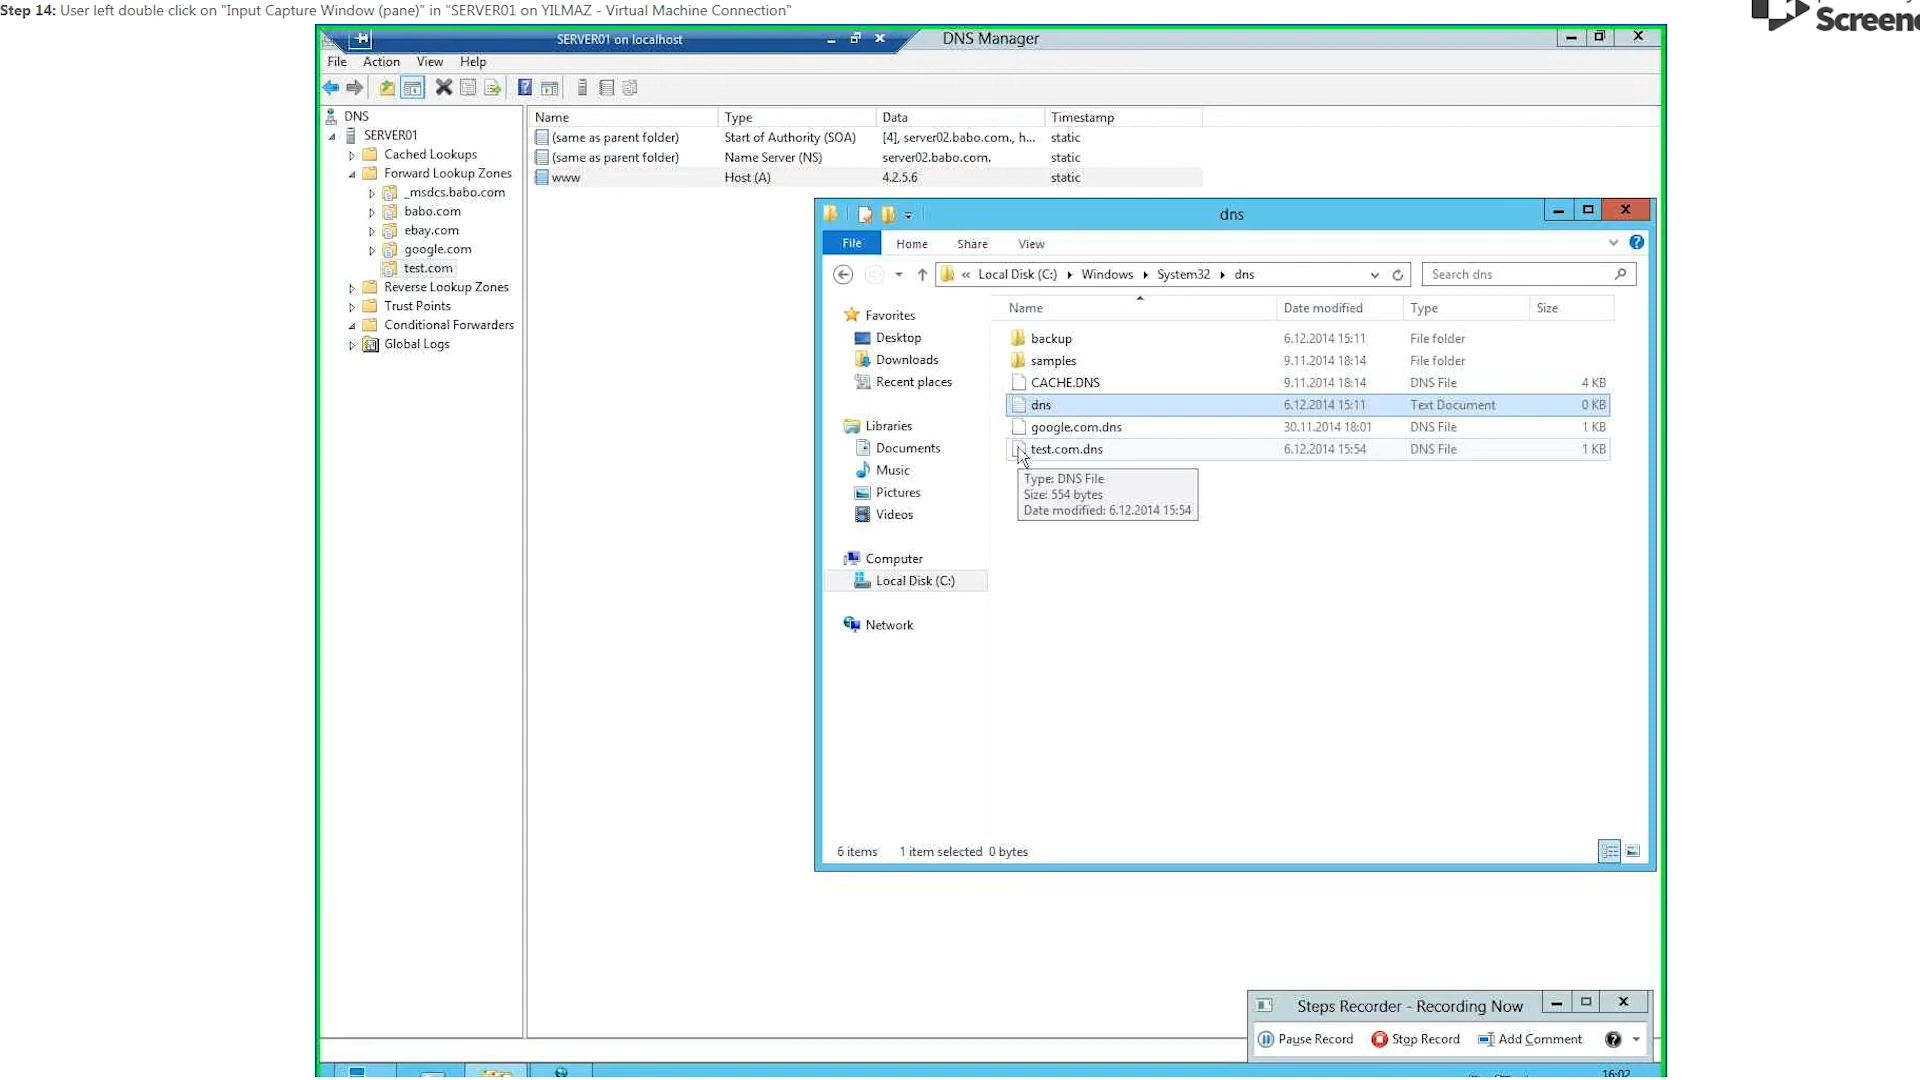 Step 14: User left double click on "Input Capture Window (pane)" in "SERVER01 on YILMAZ - Virtual Machine Connection"
SERVER01 on localhost
DNS Manager
File Action View Help
DNS
SERVER01
Cached Lookups
Forward Lookup Zones
_msdcs.babo.com
babo.com
ebay.com
google.com
test.com
Reverse Lookup Zones
Trust Points
Conditional Forwarders
Global Logs
Name Type Data Timestamp
(same as parent folder) Start of Authority (SOA) [4], server02.babo.com., h... static
(same as parent folder) Name Server (NS) server02.babo.com. static
www Host (A) 4.2.5.6 static
dns
File Home Share View
« Local Disk (C:) Windows System32 dns
Search dns
Favorites
Desktop
Downloads
Recent places
Libraries
Documents
Music
Pictures
Videos
Computer
Local Disk (C:)
Network
Name Date modified Type Size
backup 6.12.2014 15:11 File folder
samples 9.11.2014 18:14 File folder
CACHE.DNS 9.11.2014 18:14 DNS File 4 KB
dns 6.12.2014 15:11 Text Document 0 KB
google.com.dns 30.11.2014 18:01 DNS File 1 KB
test.com.dns 6.12.2014 15:54 DNS File 1 KB
Type: DNS File
Size: 554 bytes
Date modified: 6.12.2014 15:54
6 items 1 item selected 0 bytes
Steps Recorder - Recording Now
Pause Record Stop Record Add Comment
16:02